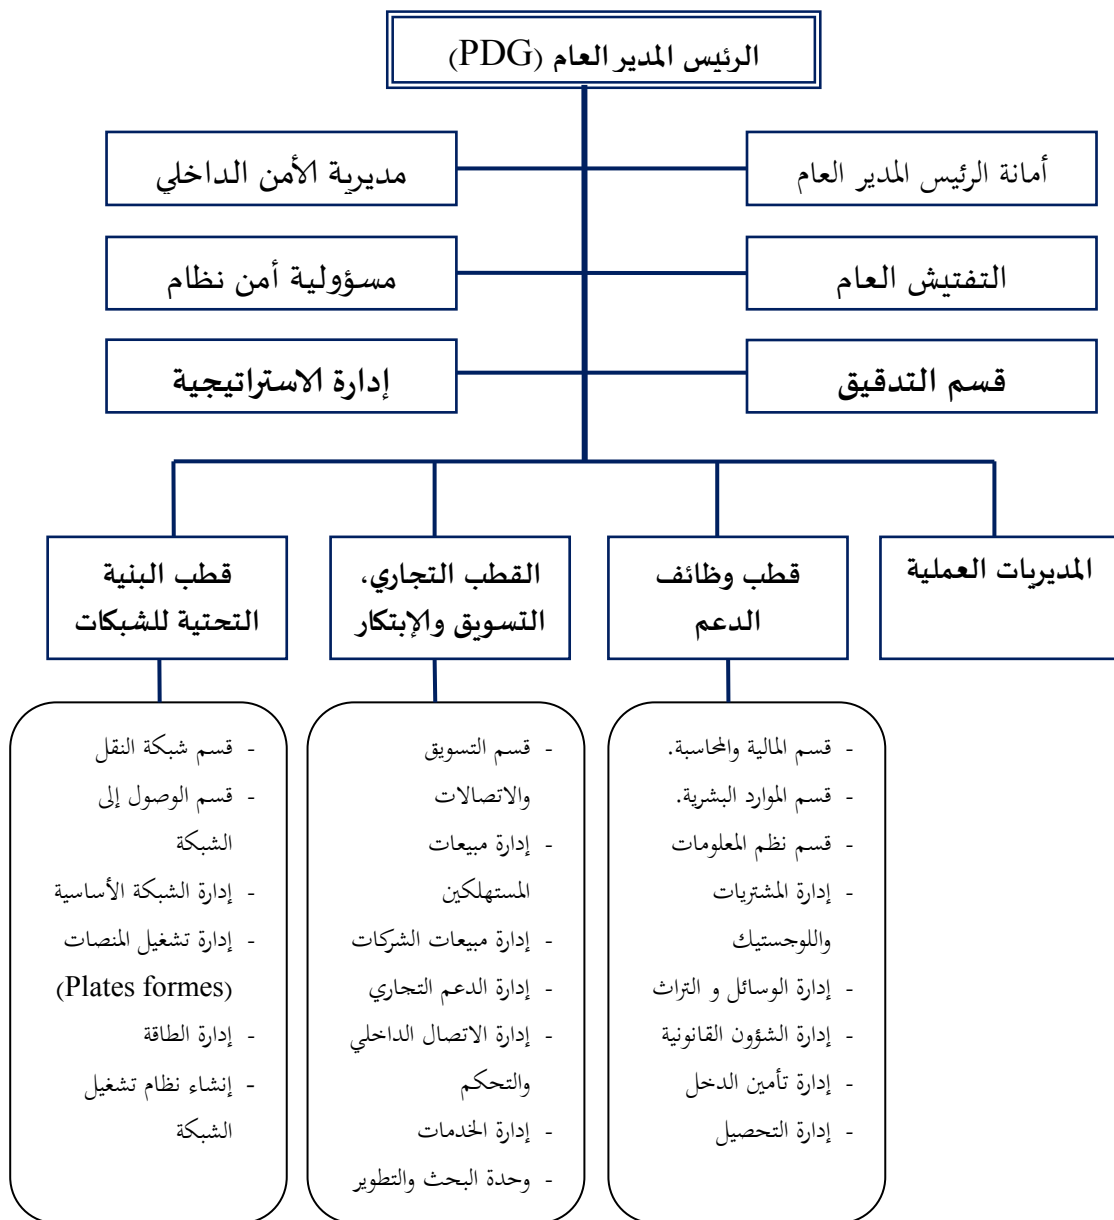 الرئيس المدير العام (PDG)
أمانة الرئيس المدير العام
مديرية الأمن الداخلي
التفتيش العام
مسؤولية أمن نظام
قسم التدقيق
إدارة الاستراتيجية
المديريات العملية
قطب وظائف
الدعم
القطب التجاري،
التسويق والإبتكار
قطب البنية
التحتية للشبكات
- قسم المالية والمحاسبة.
- قسم الموارد البشرية.
- قسم نظم المعلومات
- إدارة المشتريات
واللوجستيك
- إدارة الوسائل و التراث
- إدارة الشؤون القانونية
- إدارة تأمين الدخل
- إدارة التحصيل
- قسم التسويق
والاتصالات
- إدارة مبيعات
المستهلكين
- إدارة مبيعات الشركات
- إدارة الدعم التجاري
- إدارة الاتصال الداخلي
والتحكم
- إدارة الخدمات
- وحدة البحث والتطوير
- قسم شبكة النقل
- قسم الوصول إلى
الشبكة
- إدارة الشبكة الأساسية
- إدارة تشغيل المنصات
(Plates formes)
- إدارة الطاقة
- إنشاء نظام تشغيل
الشبكة